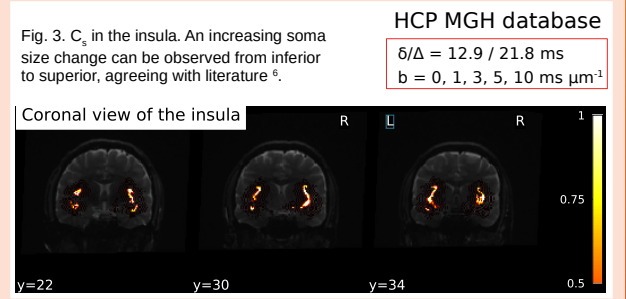 HCP MGH database
Fig. 3. Cs in the insula. An increasing soma
size change can be observed from inferior
to superior, agreeing with literature ⁶.
δ/Δ = 12.9 / 21.8 ms
b = 0, 1, 3, 5, 10 ms µm⁻¹
Coronal view of the insula
R
L
R
1
0.75
0.5
y=22
y=30
y=34